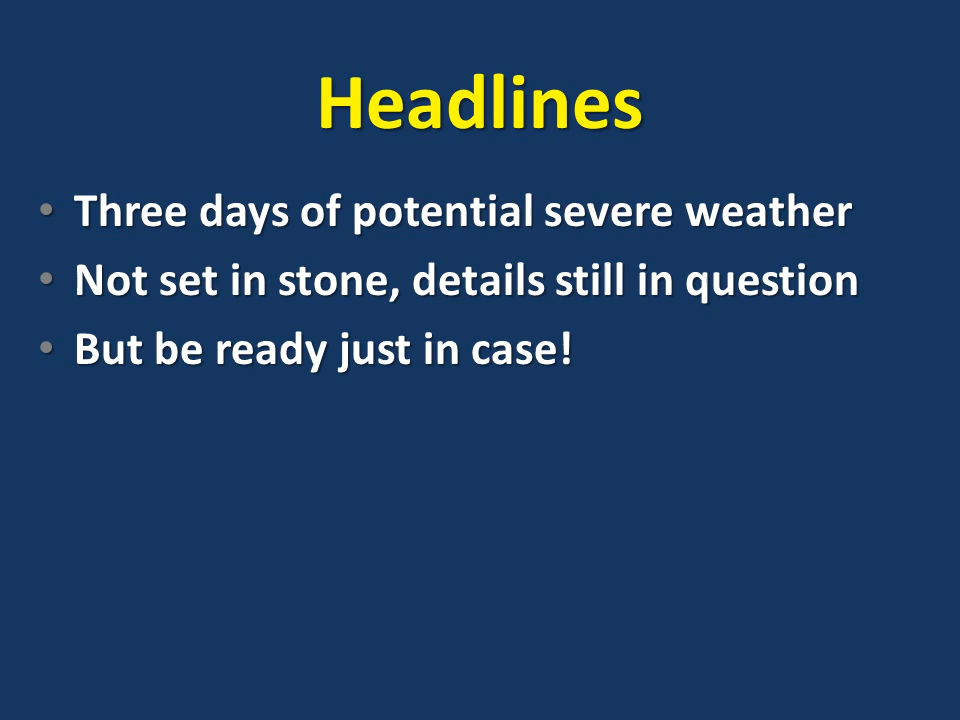 Headlines
• Three days of potential severe weather
• Not set in stone, details still in question
• But be ready just in case!